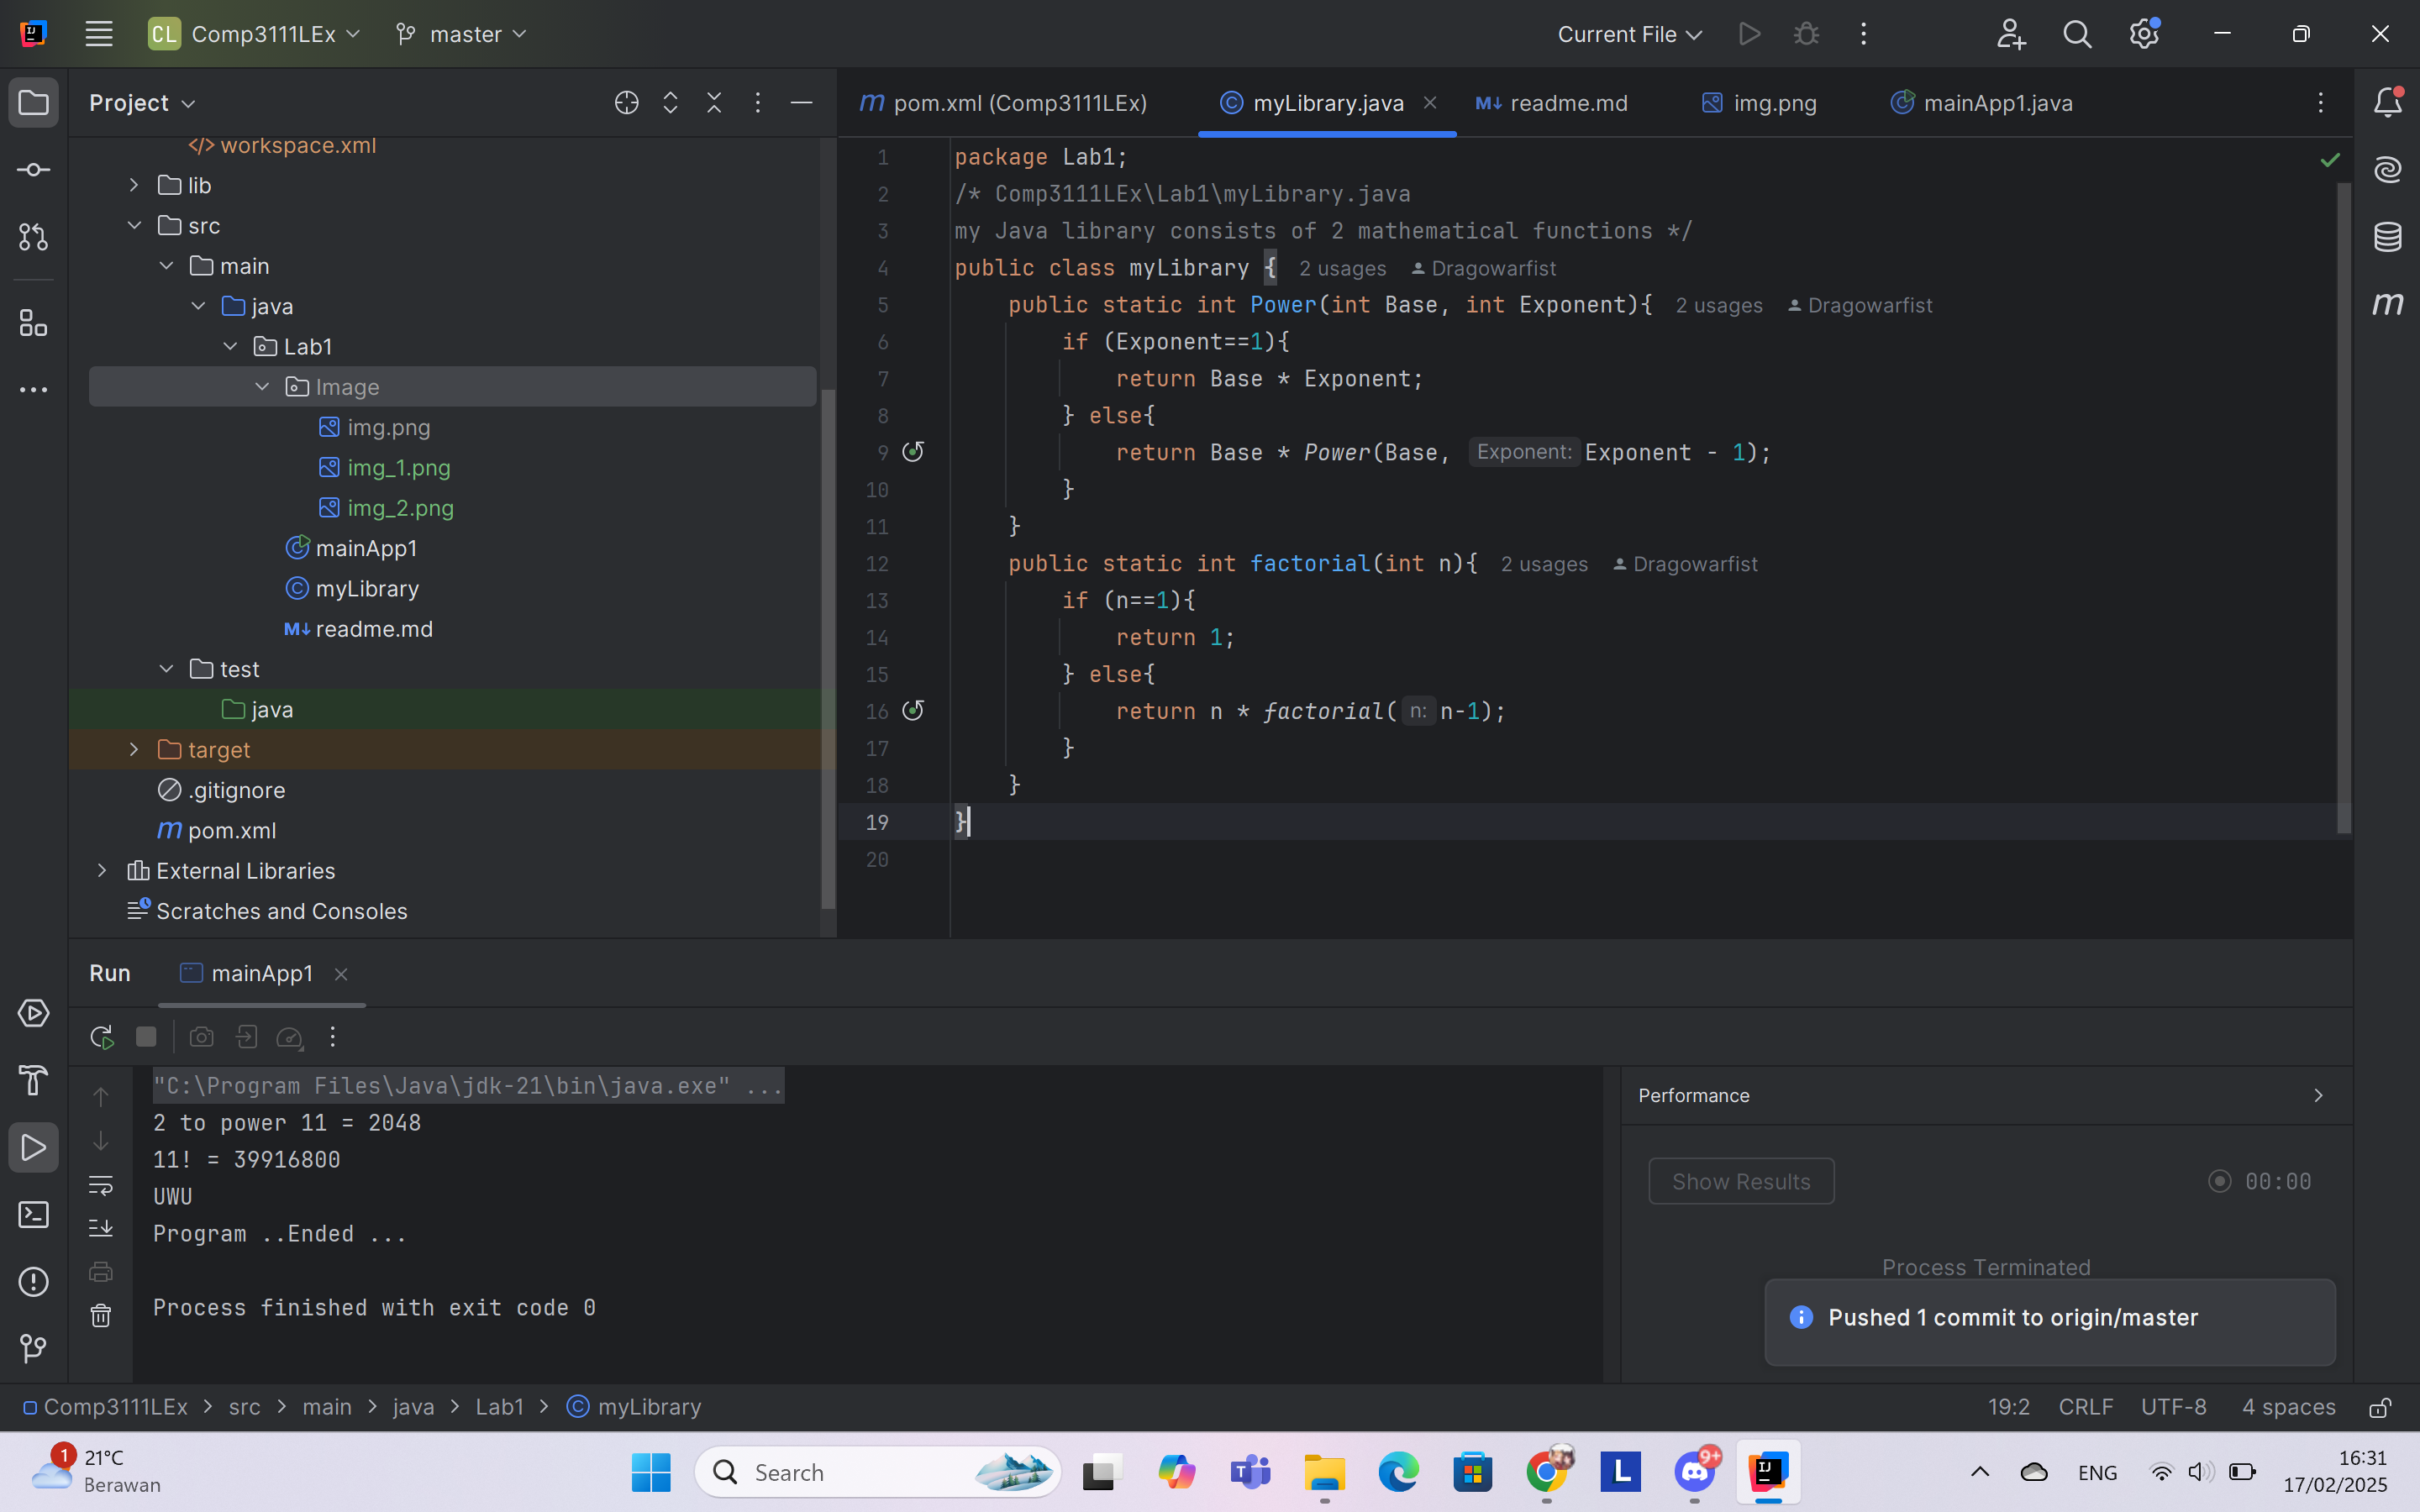 CL Comp3111LEx master Current File
Project
</> workspace.xml
lib
src
main
java
Lab1
Image
img.png
img_1.png
img_2.png
mainApp1
myLibrary
M↓ readme.md
test
java
target
.gitignore
m pom.xml
External Libraries
Scratches and Consoles
m pom.xml (Comp3111LEx) myLibrary.java M↓ readme.md img.png mainApp1.java
1 package Lab1;
2 /* Comp3111LEx\Lab1\myLibrary.java
3 my Java library consists of 2 mathematical functions */
4 public class myLibrary { 2 usages Dragowarfist
5 public static int Power(int Base, int Exponent){ 2 usages Dragowarfist
6 if (Exponent==1){
7 return Base * Exponent;
8 } else{
9 return Base * Power(Base, Exponent: Exponent - 1);
10 }
11 }
12 public static int factorial(int n){ 2 usages Dragowarfist
13 if (n==1){
14 return 1;
15 } else{
16 return n * factorial( n: n-1);
17 }
18 }
19 }
20
m
Run mainApp1
"C:\Program Files\Java\jdk-21\bin\java.exe" ...
2 to power 11 = 2048
11! = 39916800
UWU
Program ..Ended ...
Process finished with exit code 0
Performance
Show Results 00:00
Process Terminated
Pushed 1 commit to origin/master
Comp3111LEx > src > main > java > Lab1 > myLibrary 19:2 CRLF UTF-8 4 spaces
1 21°C
Berawan
Search
T
L
9+
IJ
ENG
16:31
17/02/2025